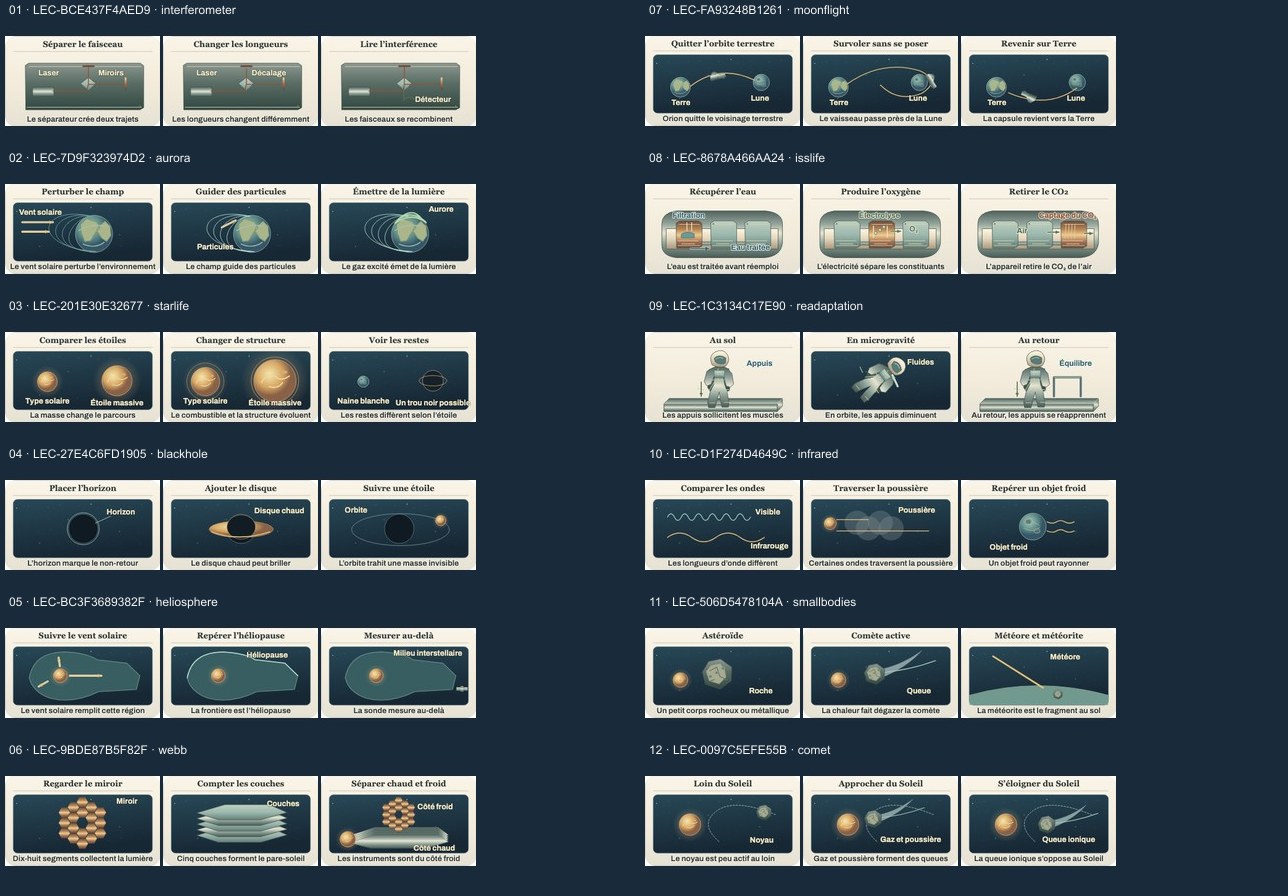 01 · LEC-BCE437F4AED9 · interferometer
Séparer le faisceau
Laser
Miroirs
Le séparateur crée deux trajets
Changer les longueurs
Laser
Décalage
Les longueurs changent différemment
Lire l'interférence
Détecteur
Les faisceaux se recombinent
02 · LEC-7D9F323974D2 · aurora
Perturber le champ
Vent solaire
Le vent solaire perturbe l'environnement
Guider des particules
Particules
Le champ guide des particules
Émettre de la lumière
Aurore
Le gaz excité émet de la lumière
03 · LEC-201E30E32677 · starlife
Comparer les étoiles
Type solaire
Étoile massive
La masse change le parcours
Changer de structure
Type solaire
Étoile massive
Le combustible et la structure évoluent
Voir les restes
Naine blanche
Un trou noir possible
Les restes diffèrent selon l'étoile
04 · LEC-27E4C6FD1905 · blackhole
Placer l'horizon
Horizon
L'horizon marque le non-retour
Ajouter le disque
Disque chaud
Le disque chaud peut briller
Suivre une étoile
Orbite
L'orbite trahit une masse invisible
05 · LEC-BC3F3689382F · heliosphere
Suivre le vent solaire
Le vent solaire remplit cette région
Repérer l'héliopause
Héliopause
La frontière est l'héliopause
Mesurer au-delà
Milieu interstellaire
La sonde mesure au-delà
06 · LEC-9BDE87B5F82F · webb
Regarder le miroir
Miroir
Dix-huit segments collectent la lumière
Compter les couches
Couches
Cinq couches forment le pare-soleil
Séparer chaud et froid
Côté froid
Côté chaud
Les instruments sont du côté froid
07 · LEC-FA93248B1261 · moonflight
Quitter l'orbite terrestre
Terre
Lune
Orion quitte le voisinage terrestre
Survoler sans se poser
Terre
Lune
Le vaisseau passe près de la Lune
Revenir sur Terre
Terre
Lune
La capsule revient vers la Terre
08 · LEC-8678A466AA24 · isslife
Récupérer l'eau
Filtration
Eau traitée
L'eau est traitée avant réemploi
Produire l'oxygène
Électrolyse
O₂
L'électricité sépare les constituants
Retirer le CO₂
Captage du CO₂
Air
L'appareil retire le CO₂ de l'air
09 · LEC-1C3134C17E90 · readaptation
Au sol
Appuis
Les appuis sollicitent les muscles
En microgravité
Fluides
En orbite, les appuis diminuent
Au retour
Équilibre
Au retour, les appuis se réapprennent
10 · LEC-D1F274D4649C · infrared
Comparer les ondes
Visible
Infrarouge
Les longueurs d'onde diffèrent
Traverser la poussière
Poussière
Certaines ondes traversent la poussière
Repérer un objet froid
Objet froid
Un objet froid peut rayonner
11 · LEC-506D5478104A · smallbodies
Astéroïde
Roche
Un petit corps rocheux ou métallique
Comète active
Queue
La chaleur fait dégazer la comète
Météore et météorite
Météore
La météorite est le fragment au sol
12 · LEC-0097C5EFE55B · comet
Loin du Soleil
Noyau
Le noyau est peu actif au loin
Approcher du Soleil
Gaz et poussière
Gaz et poussière forment des queues
S'éloigner du Soleil
Queue ionique
La queue ionique s'oppose au Soleil